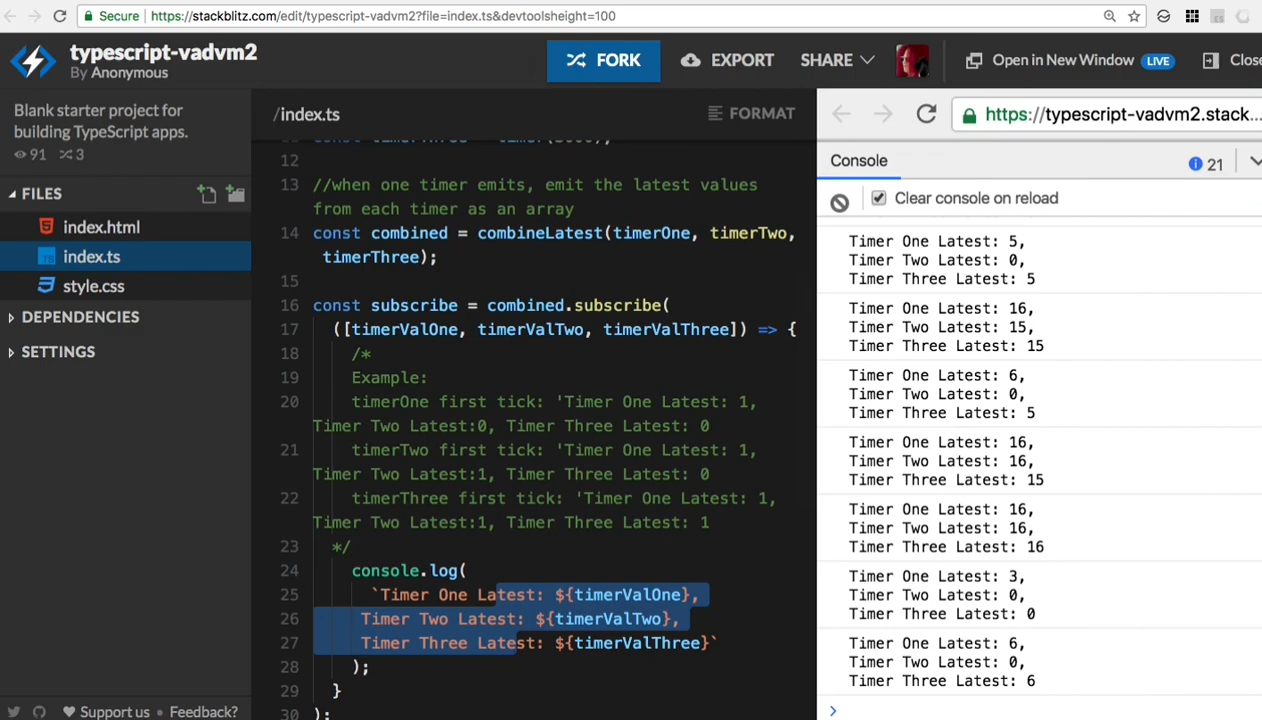 Secure https://stackblitz.com/edit/typescript-vadvm2?file=index.ts&devtoolsheight=100
typescript-vadvm2
By Anonymous
FORK
EXPORT
SHARE
Open in New Window LIVE
Close
Blank starter project for
building TypeScript apps.
91 3
FILES
index.html
TS index.ts
style.css
DEPENDENCIES
SETTINGS
Support us • Feedback?
/index.ts
FORMAT
12
13 //when one timer emits, emit the latest values
from each timer as an array
14 const combined = combineLatest(timerOne, timerTwo,
timerThree);
15
16 const subscribe = combined.subscribe(
17 ([timerValOne, timerValTwo, timerValThree]) => {
18 /*
19 Example:
20 timerOne first tick: 'Timer One Latest: 1,
Timer Two Latest:0, Timer Three Latest: 0
21 timerTwo first tick: 'Timer One Latest: 1,
Timer Two Latest:1, Timer Three Latest: 0
22 timerThree first tick: 'Timer One Latest: 1,
Timer Two Latest:1, Timer Three Latest: 1
23 */
24 console.log(
25 `Timer One Latest: ${timerValOne},
26 Timer Two Latest: ${timerValTwo},
27 Timer Three Latest: ${timerValThree}`
28 );
29 }
30 );
https://typescript-vadvm2.stack...
Console
21
Clear console on reload
Timer One Latest: 5,
Timer Two Latest: 0,
Timer Three Latest: 5
Timer One Latest: 16,
Timer Two Latest: 15,
Timer Three Latest: 15
Timer One Latest: 6,
Timer Two Latest: 0,
Timer Three Latest: 5
Timer One Latest: 16,
Timer Two Latest: 16,
Timer Three Latest: 15
Timer One Latest: 16,
Timer Two Latest: 16,
Timer Three Latest: 16
Timer One Latest: 3,
Timer Two Latest: 0,
Timer Three Latest: 0
Timer One Latest: 6,
Timer Two Latest: 0,
Timer Three Latest: 6